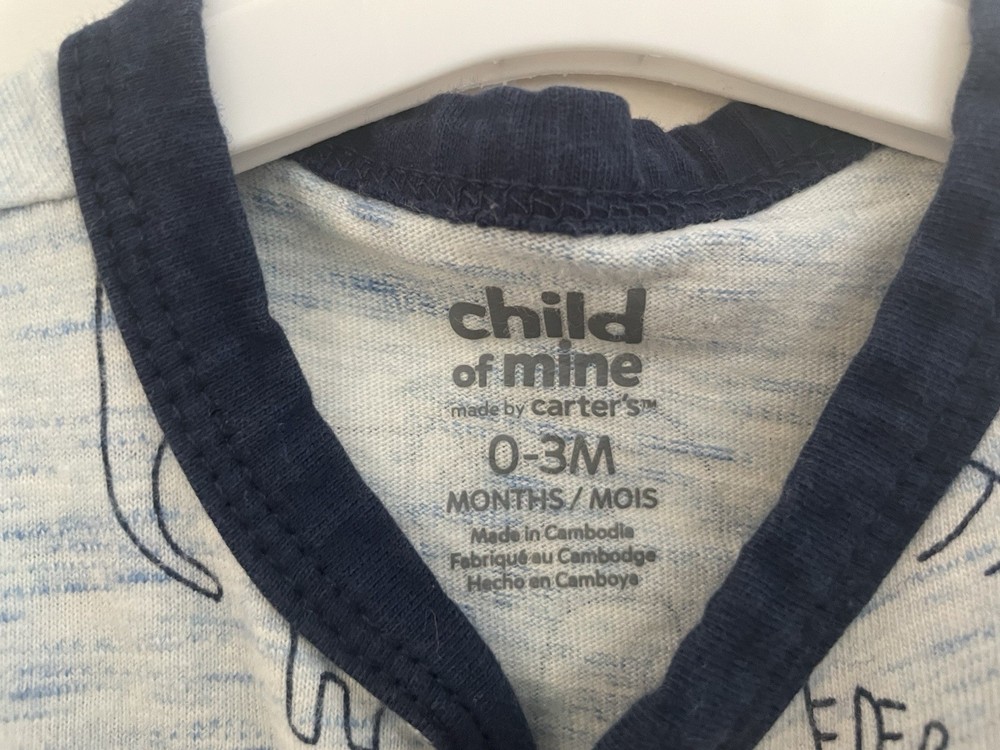 child
of mine
made by carter's™
0-3M
MONTHS / MOIS
Made in Cambodia
Fabriqué au Cambodge
Hecho en Camboya